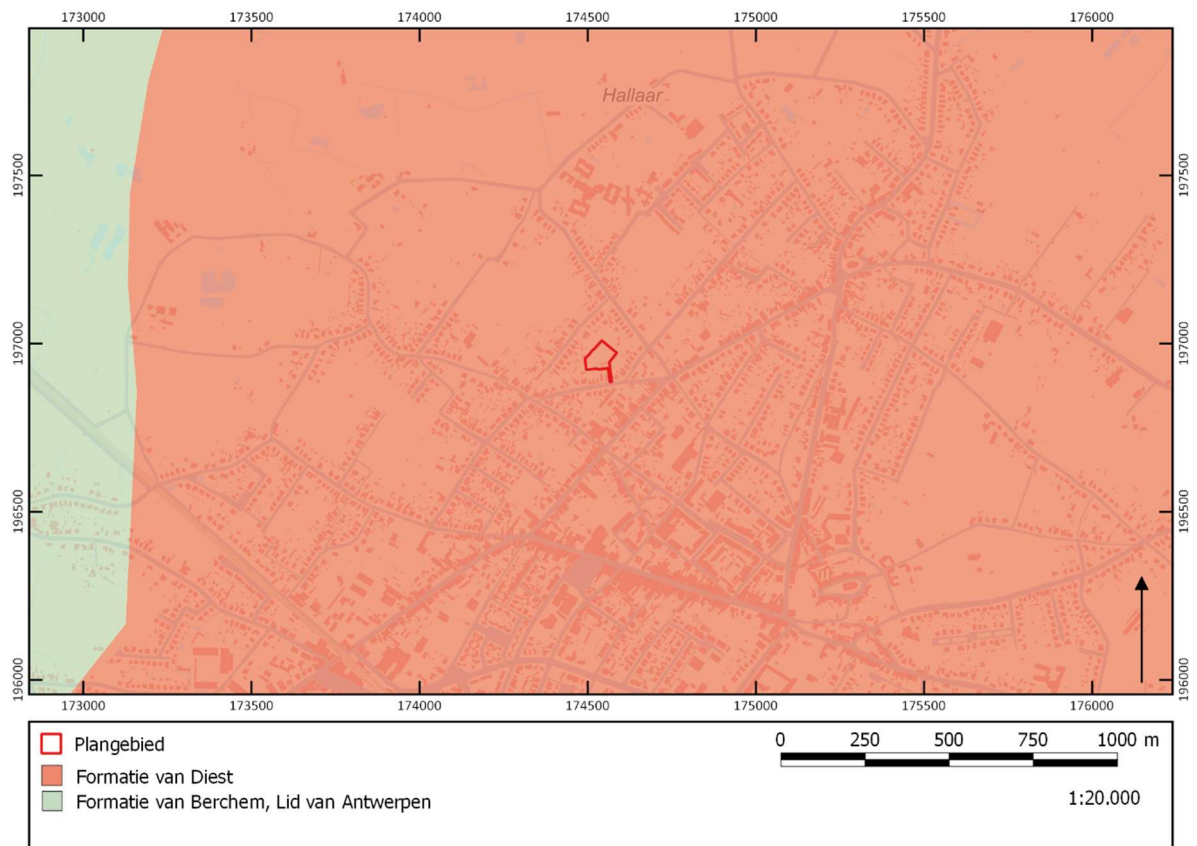 173000 173500 174000 174500 175000 175500 176000
Hallaar
197500 197500
197000 197000
196500 196500
196000 196000
173000 173500 174000 174500 175000 175500 176000
Plangebied
Formatie van Diest
Formatie van Berchem, Lid van Antwerpen
0 250 500 750 1000 m
1:20.000